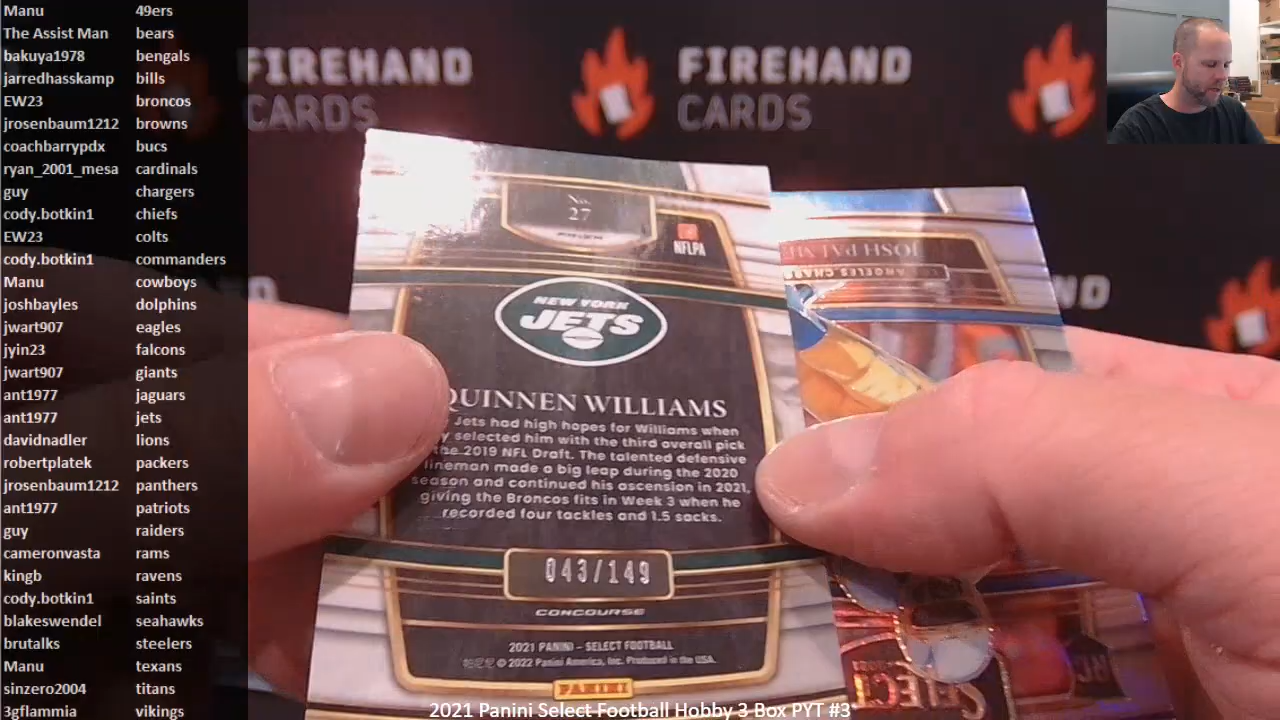 Manu 49ers
The Assist Man bears
bakuya1978 bengals
jarredhasskamp bills
EW23 broncos
jrosenbaum1212 browns
coachbarrypdx bucs
ryan_2001_mesa cardinals
guy chargers
cody.botkin1 chiefs
EW23 colts
cody.botkin1 commanders
Manu cowboys
joshbayles dolphins
jwart907 eagles
jyin23 falcons
jwart907 giants
ant1977 jaguars
ant1977 jets
davidnadler lions
robertplatek packers
jrosenbaum1212 panthers
ant1977 patriots
guy raiders
cameronvasta rams
kingb ravens
cody.botkin1 saints
blakeswendel seahawks
brutalks steelers
Manu texans
sinzero2004 titans
3gflammia vikings
FIREHAND
CARDS
FIREHAND
CARDS
No.
27
NFLPA
NEW YORK
JETS
QUINNEN WILLIAMS
Jets had high hopes for Williams when
selected him with the third overall pick
the 2019 NFL Draft. The talented defensive
lineman made a big leap during the 2020
season and continued his ascension in 2021,
giving the Broncos fits in Week 3 when he
recorded four tackles and 1.5 sacks.
043/149
CONCOURSE
2021 PANINI - SELECT FOOTBALL
© 2022 Panini America, Inc. Produced in the USA.
PANINI
JOSH
LOS ANGELES
SELECT
2021 Panini Select Football Hobby 3 Box PYT #3